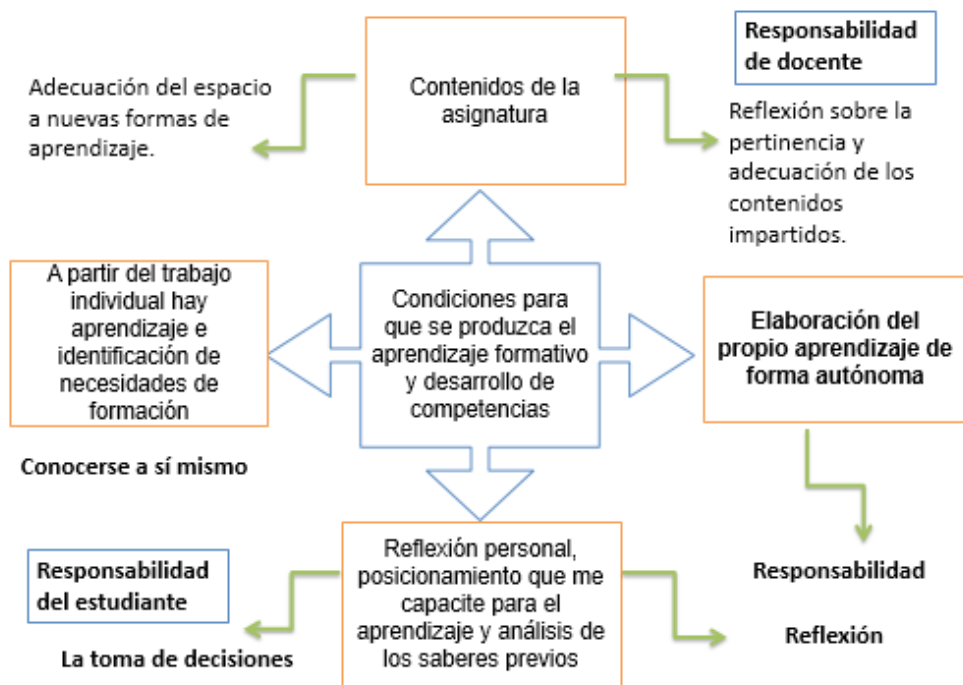 Contenidos de la
asignatura
Responsabilidad
de docente
Adecuación del espacio
a nuevas formas de
aprendizaje.
Reflexión sobre la
pertinencia y
adecuación de los
contenidos
impartidos.
A partir del trabajo
individual hay
aprendizaje e
identificación de
necesidades de
formación
Condiciones para
que se produzca el
aprendizaje formativo
y desarrollo de
competencias
Elaboración del
propio aprendizaje de
forma autónoma
Conocerse a sí mismo
Responsabilidad
del estudiante
Reflexión personal,
posicionamiento que me
capacite para el
aprendizaje y análisis de
los saberes previos
Responsabilidad
Reflexión
La toma de decisiones